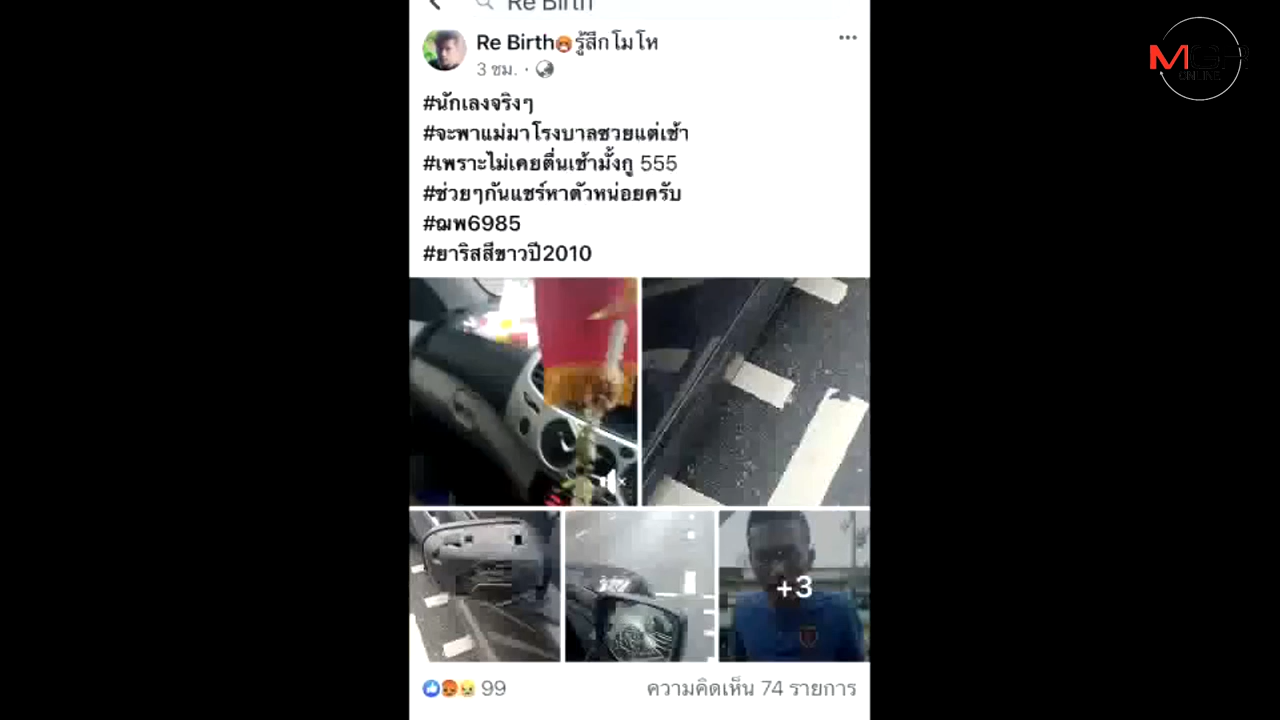 Re Birth
Re Birth รู้สึกโมโห
3 ชม. ·
#นักเลงจริงๆ
#จะพาแม่มาโรงบาลซวยแต่เช้า
#เพราะไม่เคยตื่นเช้ามั้งกู 555
#ช่วยๆกันแชร์หาตัวหน่อยครับ
#ฌพ6985
#ยาริสสีขาวปี2010
+3
99
ความคิดเห็น 74 รายการ
MGR
ONLINE